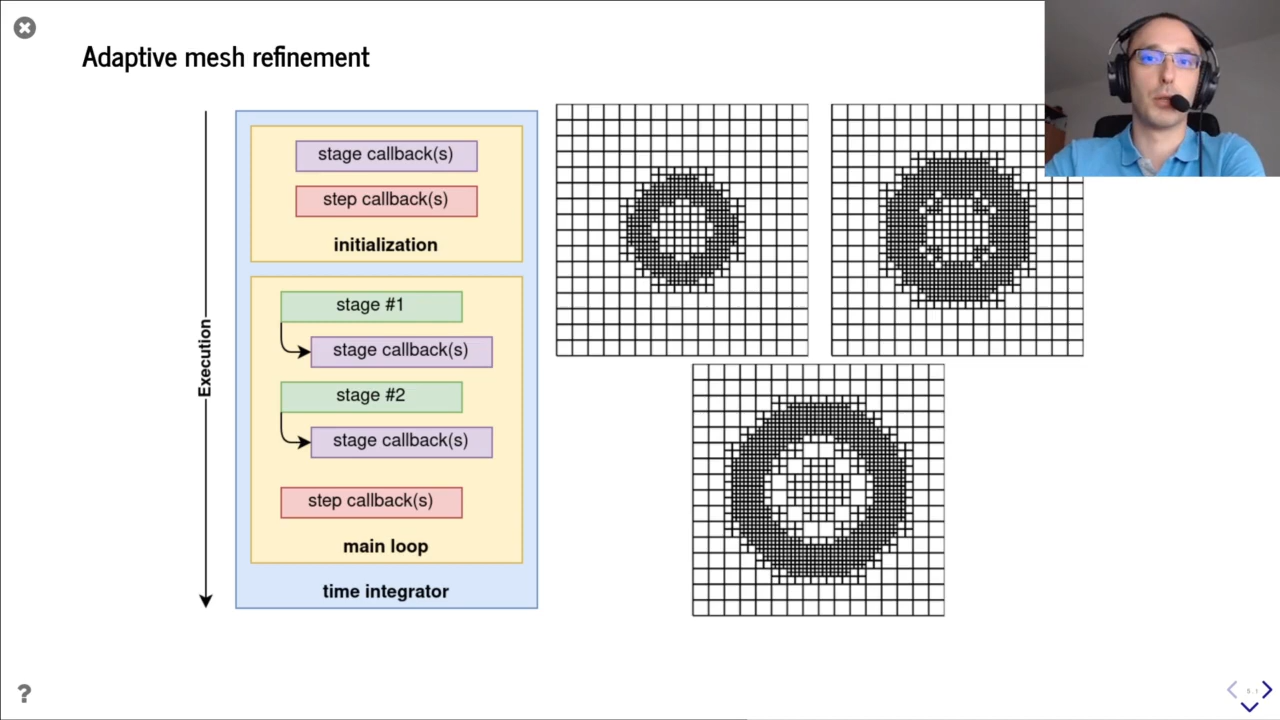 Adaptive mesh refinement
Execution
stage callback(s)
step callback(s)
initialization
stage #1
stage callback(s)
stage #2
stage callback(s)
step callback(s)
main loop
time integrator
?